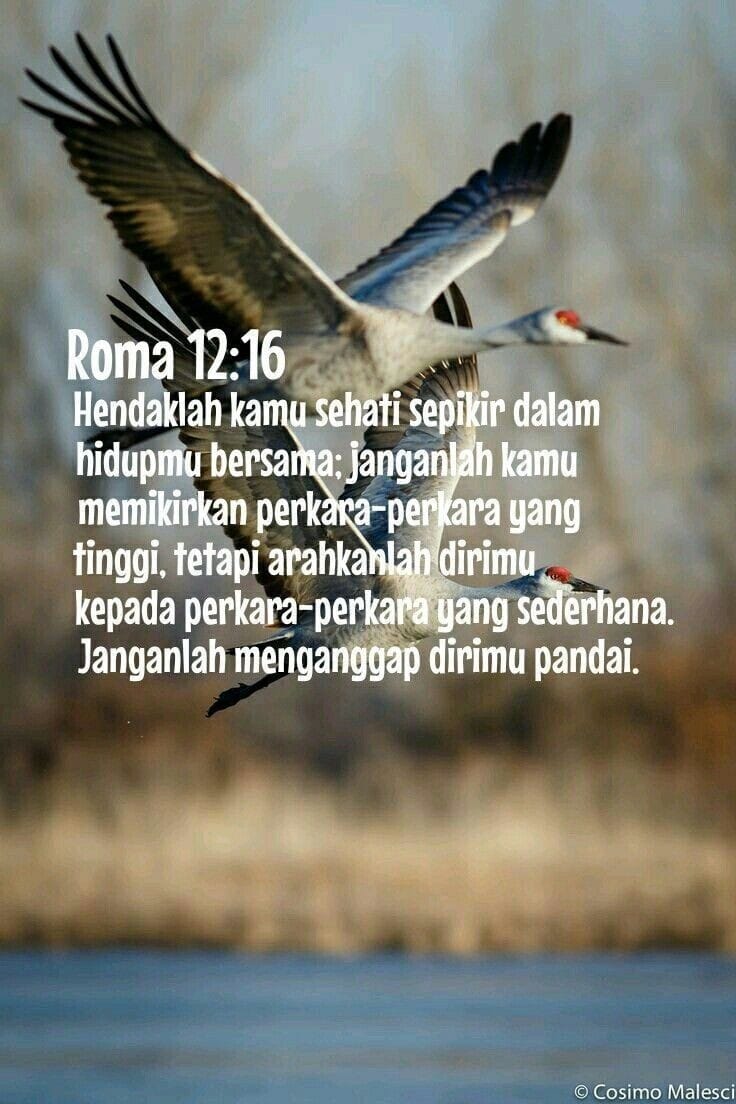 Roma 12:16
Hendaklah kamu sehati sepikir dalam
hidupmu bersama; janganlah kamu
memikirkan perkara-perkara yang
tinggi, tetapi arahkanlah dirimu
kepada perkara-perkara yang sederhana.
Janganlah menganggap dirimu pandai.
© Cosimo Malesci